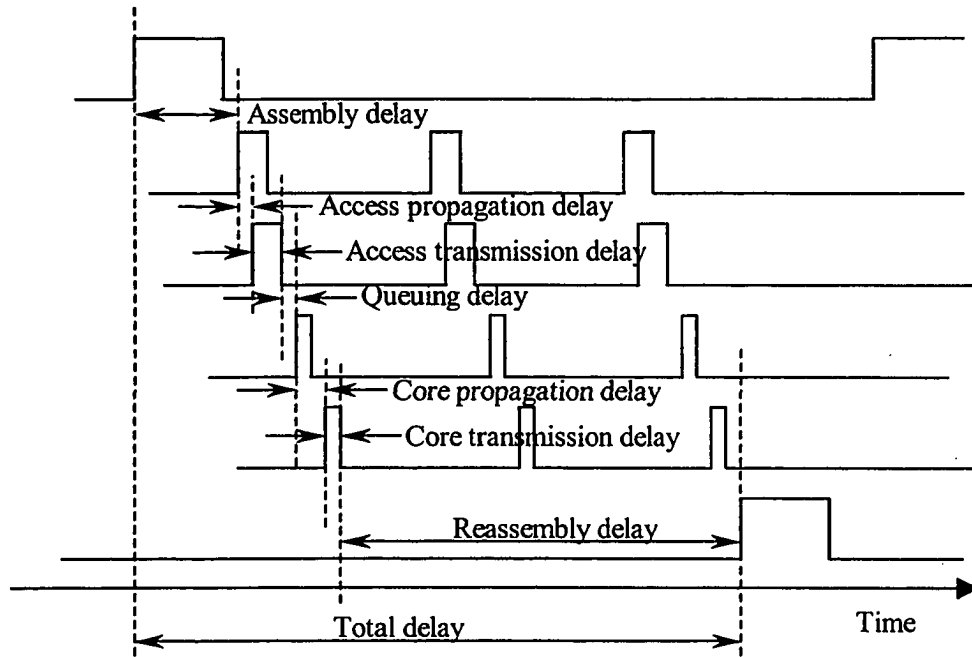 Assembly delay
Access propagation delay
Access transmission delay
Queuing delay
Core propagation delay
Core transmission delay
Reassembly delay
Time
Total delay